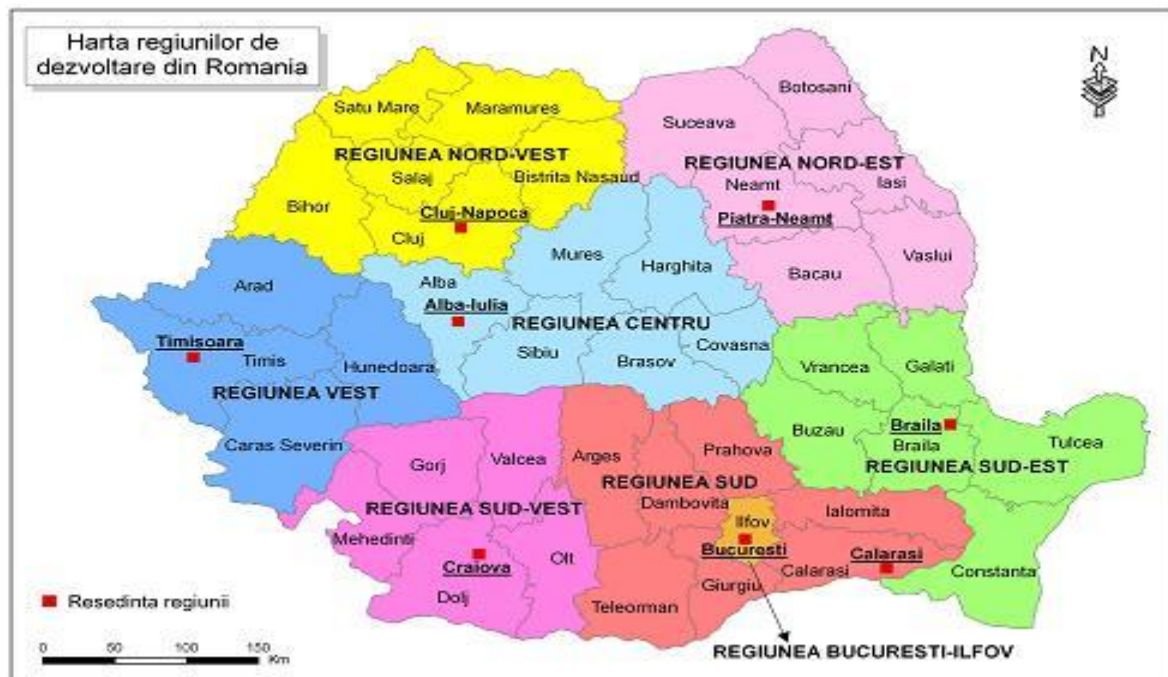 Harta regiunilor de
dezvoltare din Romania
N
Satu Mare
Maramures
Botosani
Suceava
REGIUNEA NORD-VEST
REGIUNEA NORD-EST
Salaj
Bistrita Nasaud
Neamt
Iasi
Bihor
Cluj-Napoca
Piatra-Neamt
Cluj
Mures
Harghita
Bacau
Vaslui
Arad
Alba
Alba-Iulia
REGIUNEA CENTRU
Timisoara
Timis
Hunedoara
Sibiu
Brasov
Covasna
Vrancea
Galati
REGIUNEA VEST
Caras Severin
Gorj
Valcea
Arges
Prahova
Buzau
Braila
Braila
Tulcea
REGIUNEA SUD
REGIUNEA SUD-EST
Dambovita
REGIUNEA SUD-VEST
Ilfov
Ialomita
Mehedinti
Craiova
Olt
Bucuresti
Calarasi
Dolj
Teleorman
Giurgiu
Calarasi
Constanta
Resedinta regiunii
REGIUNEA BUCURESTI-ILFOV
0 50 100 150
Km